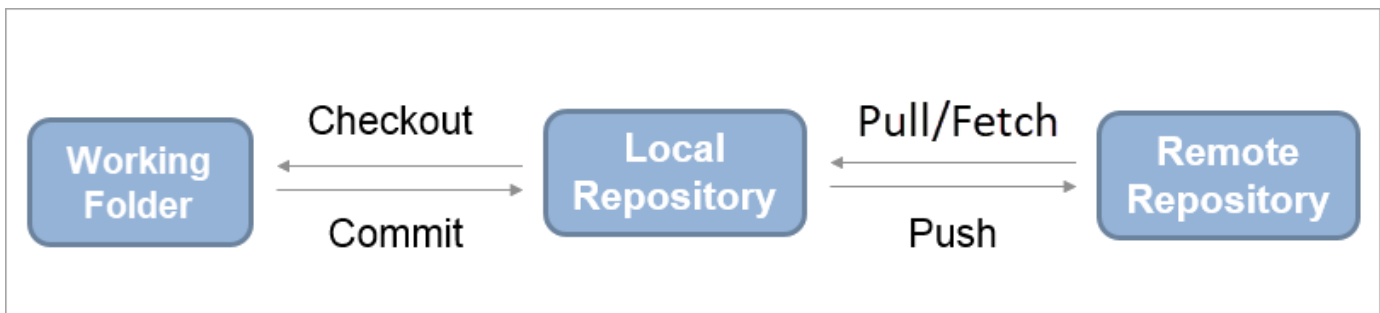 Working
Folder
Checkout
Commit
Local
Repository
Pull/Fetch
Push
Remote
Repository